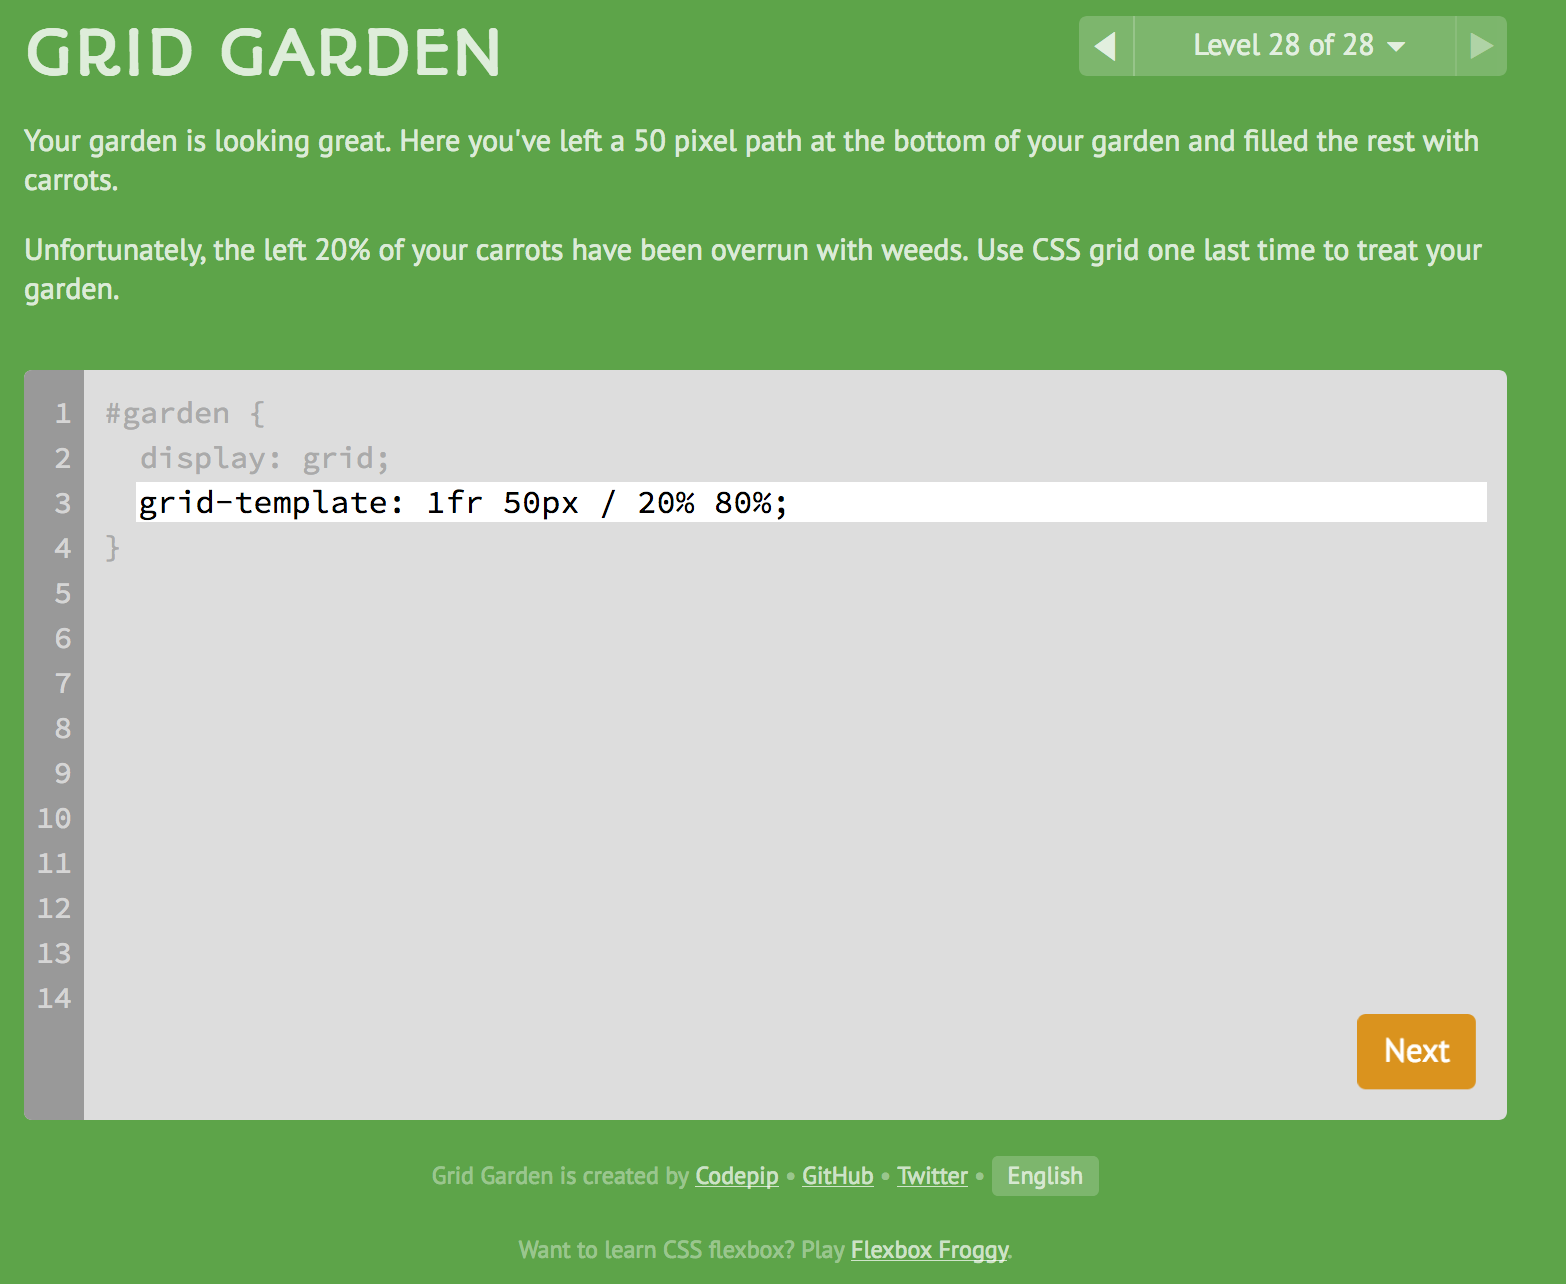 GRID GARDEN
Level 28 of 28
Your garden is looking great. Here you've left a 50 pixel path at the bottom of your garden and filled the rest with
carrots.
Unfortunately, the left 20% of your carrots have been overrun with weeds. Use CSS grid one last time to treat your
garden.
1 #garden {
2 display: grid;
3 grid-template: 1fr 50px / 20% 80%;
4 }
5
6
7
8
9
10
11
12
13
14
Next
Grid Garden is created by Codepip • GitHub • Twitter • English
Want to learn CSS flexbox? Play Flexbox Froggy.